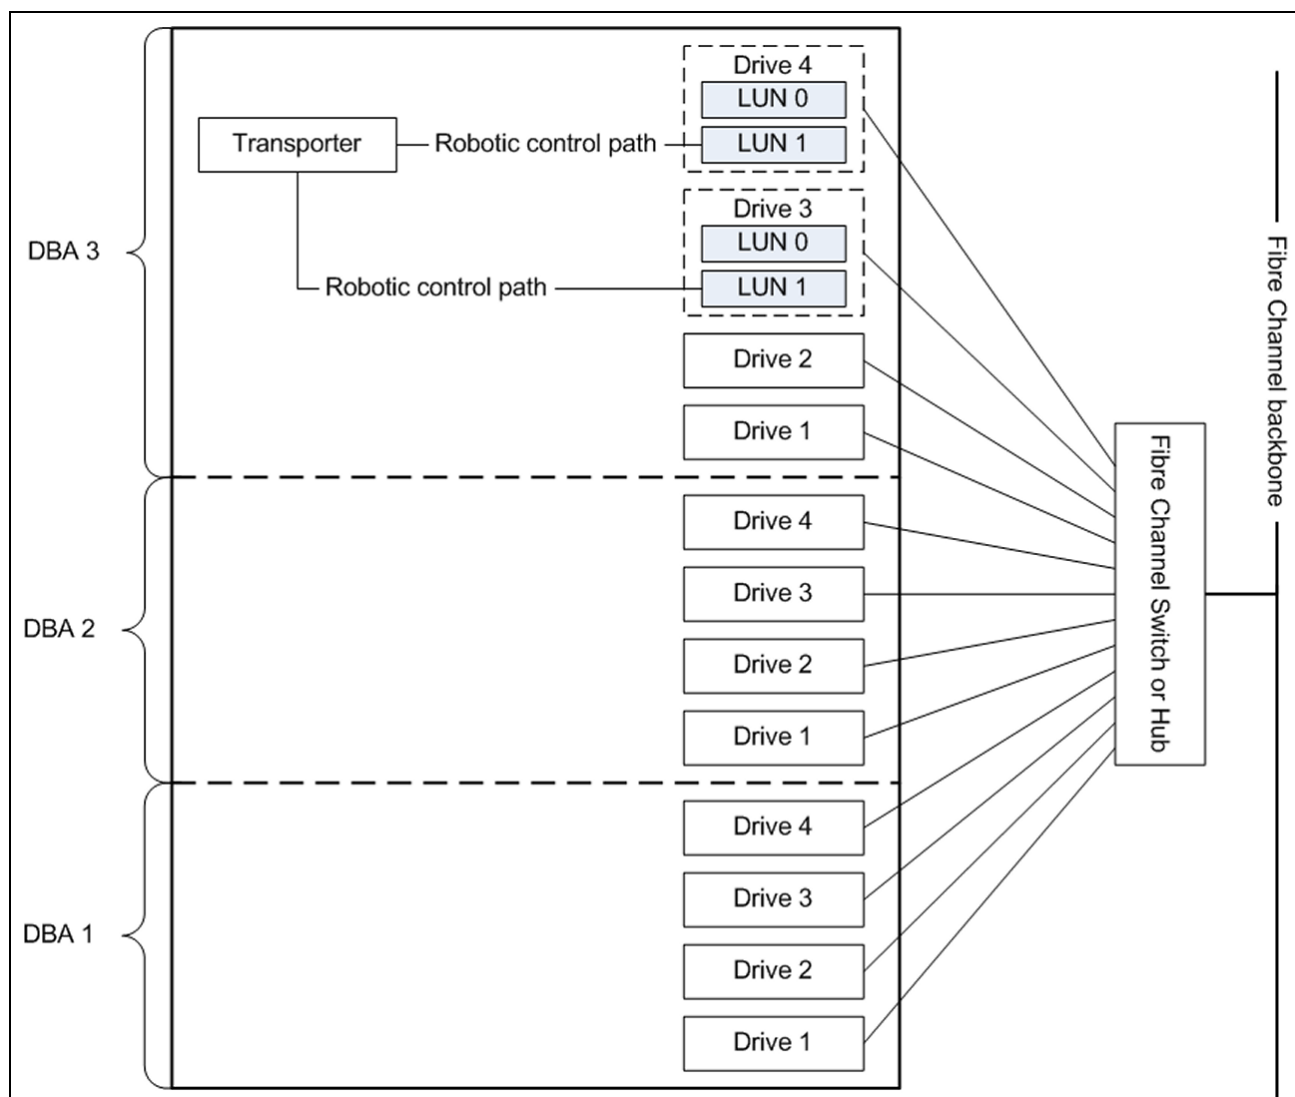 Drive 4
LUN 0
Transporter
Robotic control path
LUN 1
Drive 3
LUN 0
DBA 3
Robotic control path
LUN 1
Drive 2
Drive 1
Drive 4
Drive 3
DBA 2
Drive 2
Drive 1
Drive 4
Drive 3
DBA 1
Drive 2
Drive 1
Fibre Channel Switch or Hub
Fibre Channel backbone